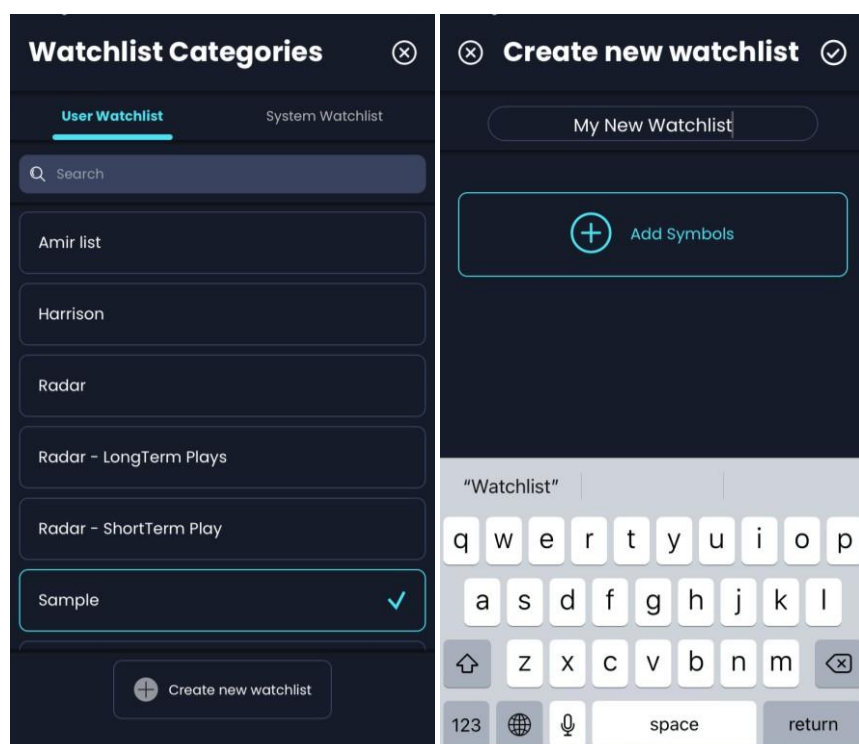 Watchlist Categories
User Watchlist
System Watchlist
Search
Amir list
Harrison
Radar
Radar - LongTerm Plays
Radar - ShortTerm Play
Sample
Create new watchlist
Create new watchlist
My New Watchlist
Add Symbols
"Watchlist"
q w e r t y u i o p
a s d f g h j k l
z x c v b n m
123 space return